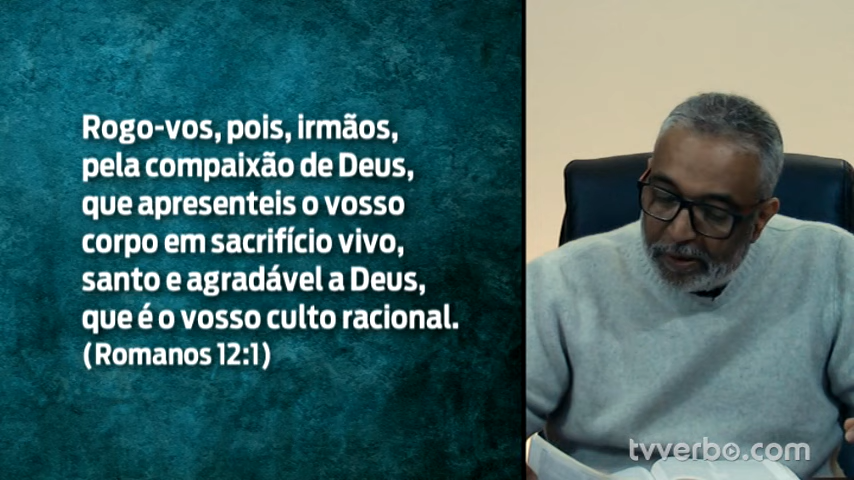 Rogo-vos, pois, irmãos,
pela compaixão de Deus,
que apresenteis o vosso
corpo em sacrifício vivo,
santo e agradável a Deus,
que é o vosso culto racional.
(Romanos 12:1)
tvverbo.com